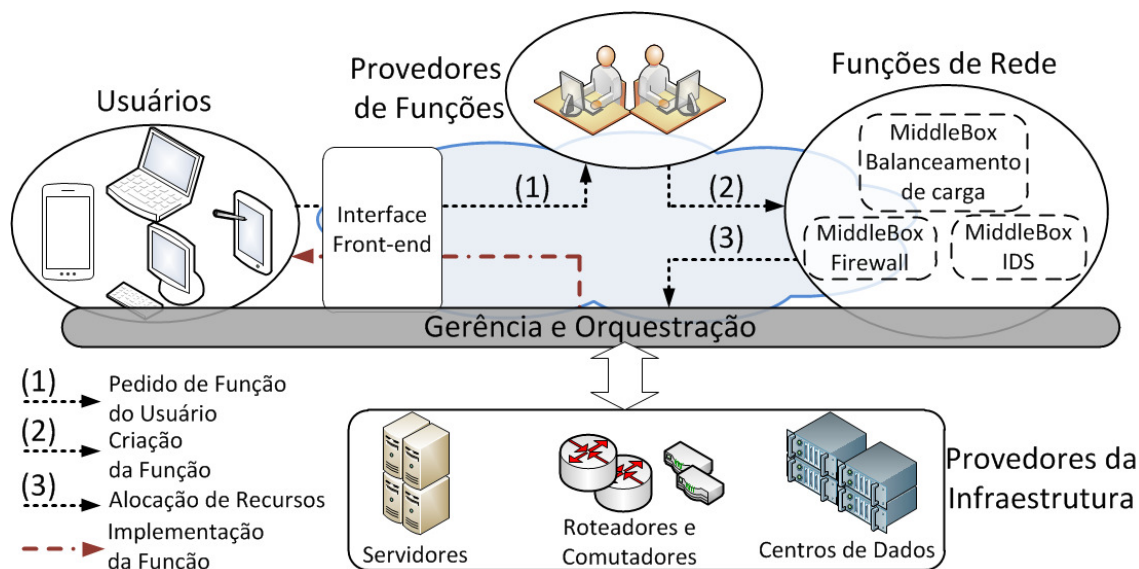 Usuários
Provedores
de Funções
Funções de Rede
MiddleBox
Balanceamento
de carga
MiddleBox
Firewall
MiddleBox
IDS
Interface
Front-end
(1)
(2)
(3)
Gerência e Orquestração
(1)
Pedido de Função
do Usuário
(2)
Criação
da Função
(3)
Alocação de Recursos
Implementação
da Função
Servidores
Roteadores e
Comutadores
Centros de Dados
Provedores da
Infraestrutura